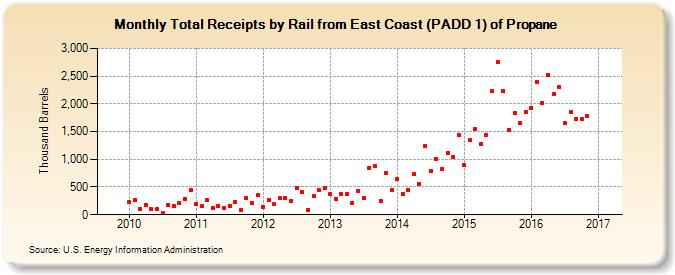 Monthly Total Receipts by Rail from East Coast (PADD 1) of Propane
Thousand Barrels
3,000
2,500
2,000
1,500
1,000
500
0
2010 2011 2012 2013 2014 2015 2016 2017
Source: U.S. Energy Information Administration